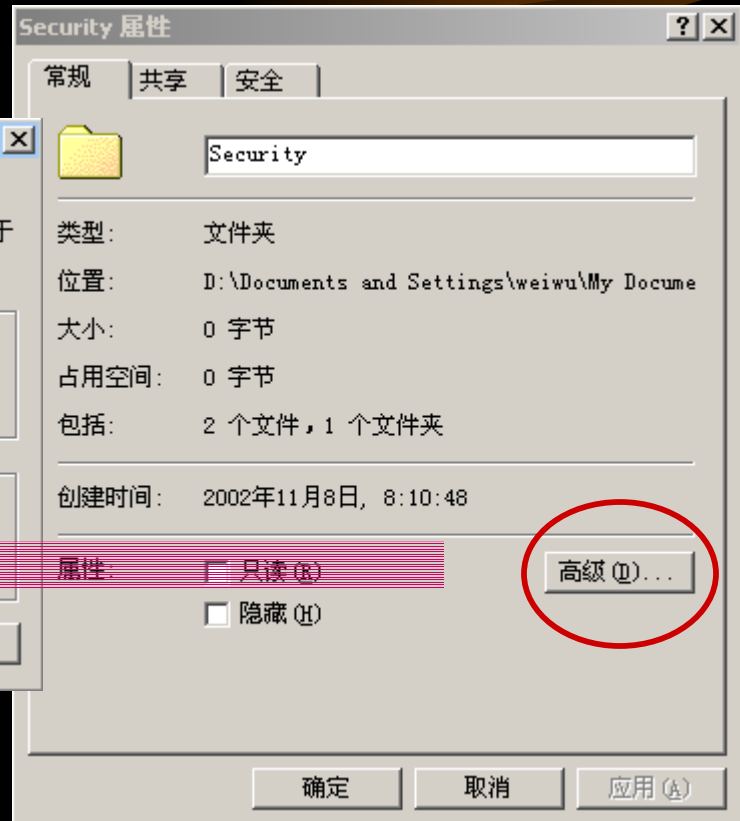 Security 属性
常规 共享 安全
Security
于
类型: 文件夹
位置: D:\Documents and Settings\weiwu\My Docume
大小: 0 字节
占用空间: 0 字节
包括: 2 个文件，1 个文件夹
创建时间: 2002年11月8日, 8:10:48
属性: 只读(R) 高级(D)...
隐藏(H)
确定 取消 应用(A)